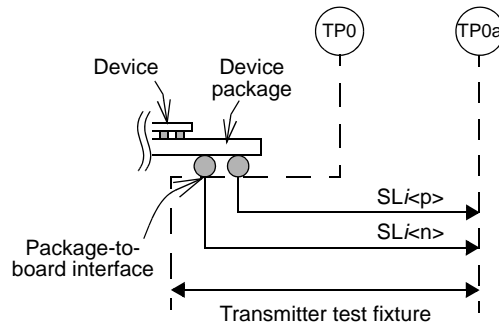 TP0
TP0a
Device
Device
package
SLi<p>
SLi<n>
Package-to-
board interface
Transmitter test fixture